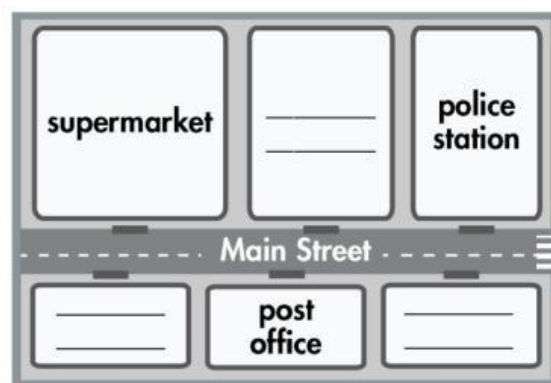 supermarket
police
station
Main Street
post
office